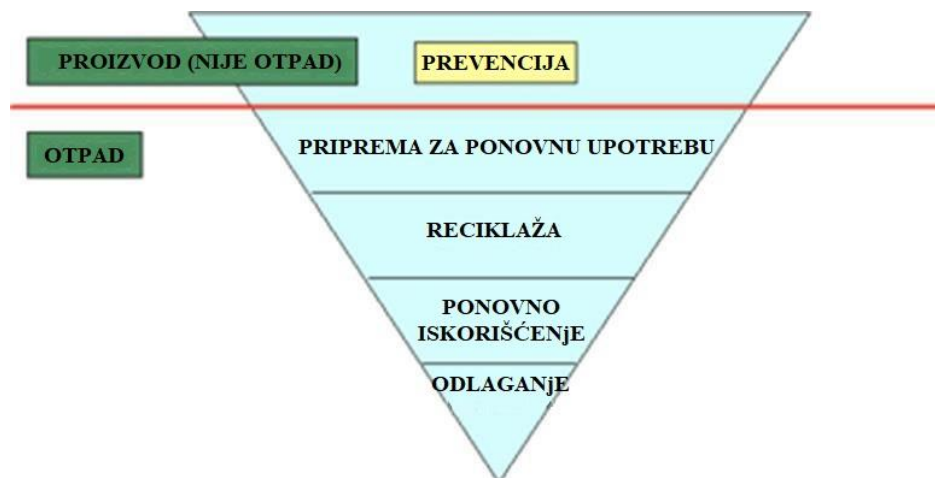 PROIZVOD (NIJE OTPAD)
PREVENCIJA
OTPAD
PRIPREMA ZA PONOVNU UPOTREBU
RECIKLAŽA
PONOVNO
ISKORIŠĆENjE
ODLAGANjE